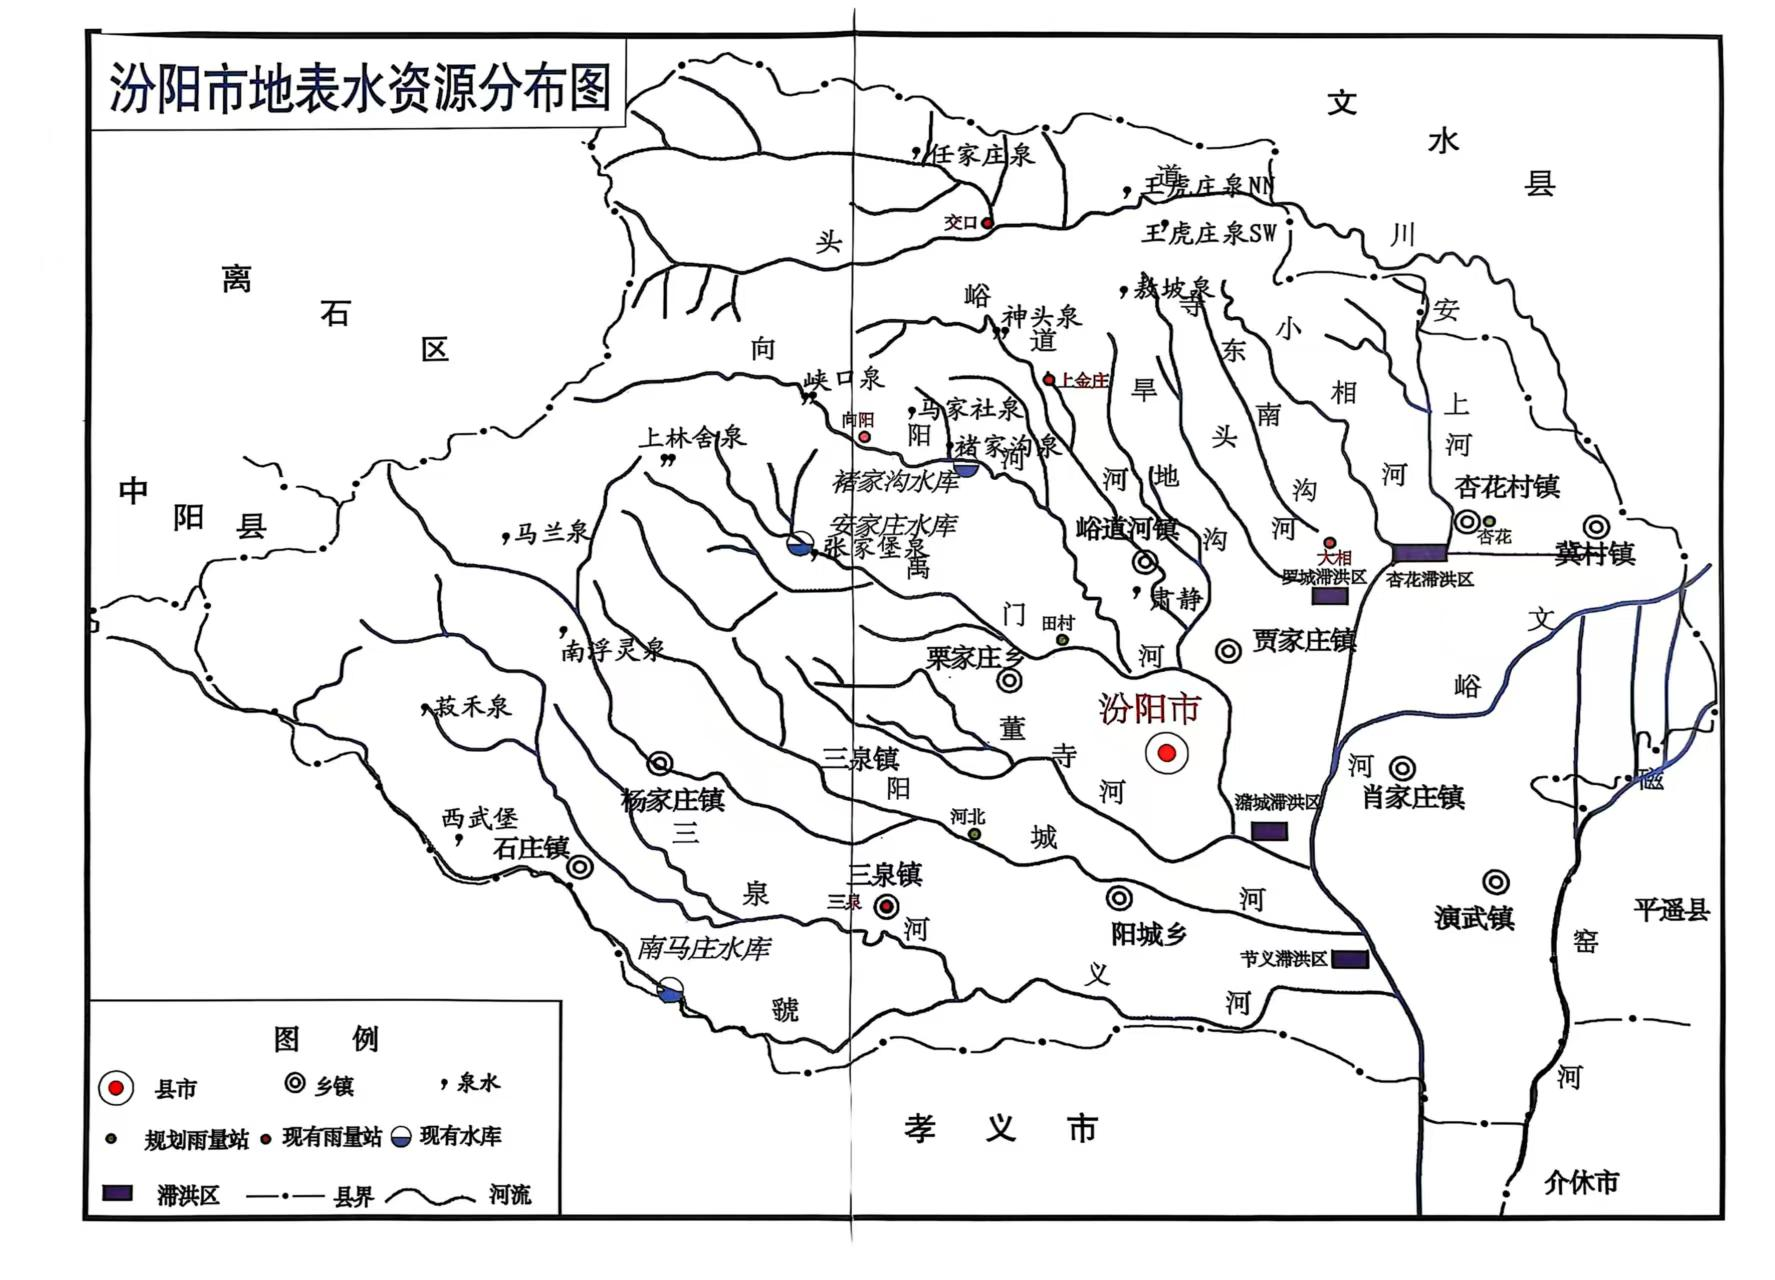 汾阳市地表水资源分布图
文水县
离石区
中阳县
孝义市
平遥县
介休市
任家庄泉
王虎庄泉NN
王虎庄泉SW
交口
头道川
峪道河
神头泉
上金庄
敖坡泉
向阳河
峡口泉
向阳
马家社泉
褚家沟泉
褚家沟水库
安家庄水库
张家堡泉
上林舍泉
马兰泉
南浮灵泉
菽禾泉
西武堡
旱地沟
寺头河
东南沟
小相河
安上河
杏花村镇
杏花
冀村镇
峪道河镇
大相
罗城滞洪区
杏花滞洪区
肃静
贾家庄镇
禹门河
田村
栗家庄乡
汾阳市
董寺河
三泉镇
阳城河
杨家庄镇
石庄镇
河北
三泉河
三泉镇
三泉
阳城乡
潴城滞洪区
文峪河
肖家庄镇
演武镇
磁窑河
节义滞洪区
南马庄水库
虢义河
图 例
县市 乡镇 泉水
规划雨量站 现有雨量站 现有水库
滞洪区 县界 河流